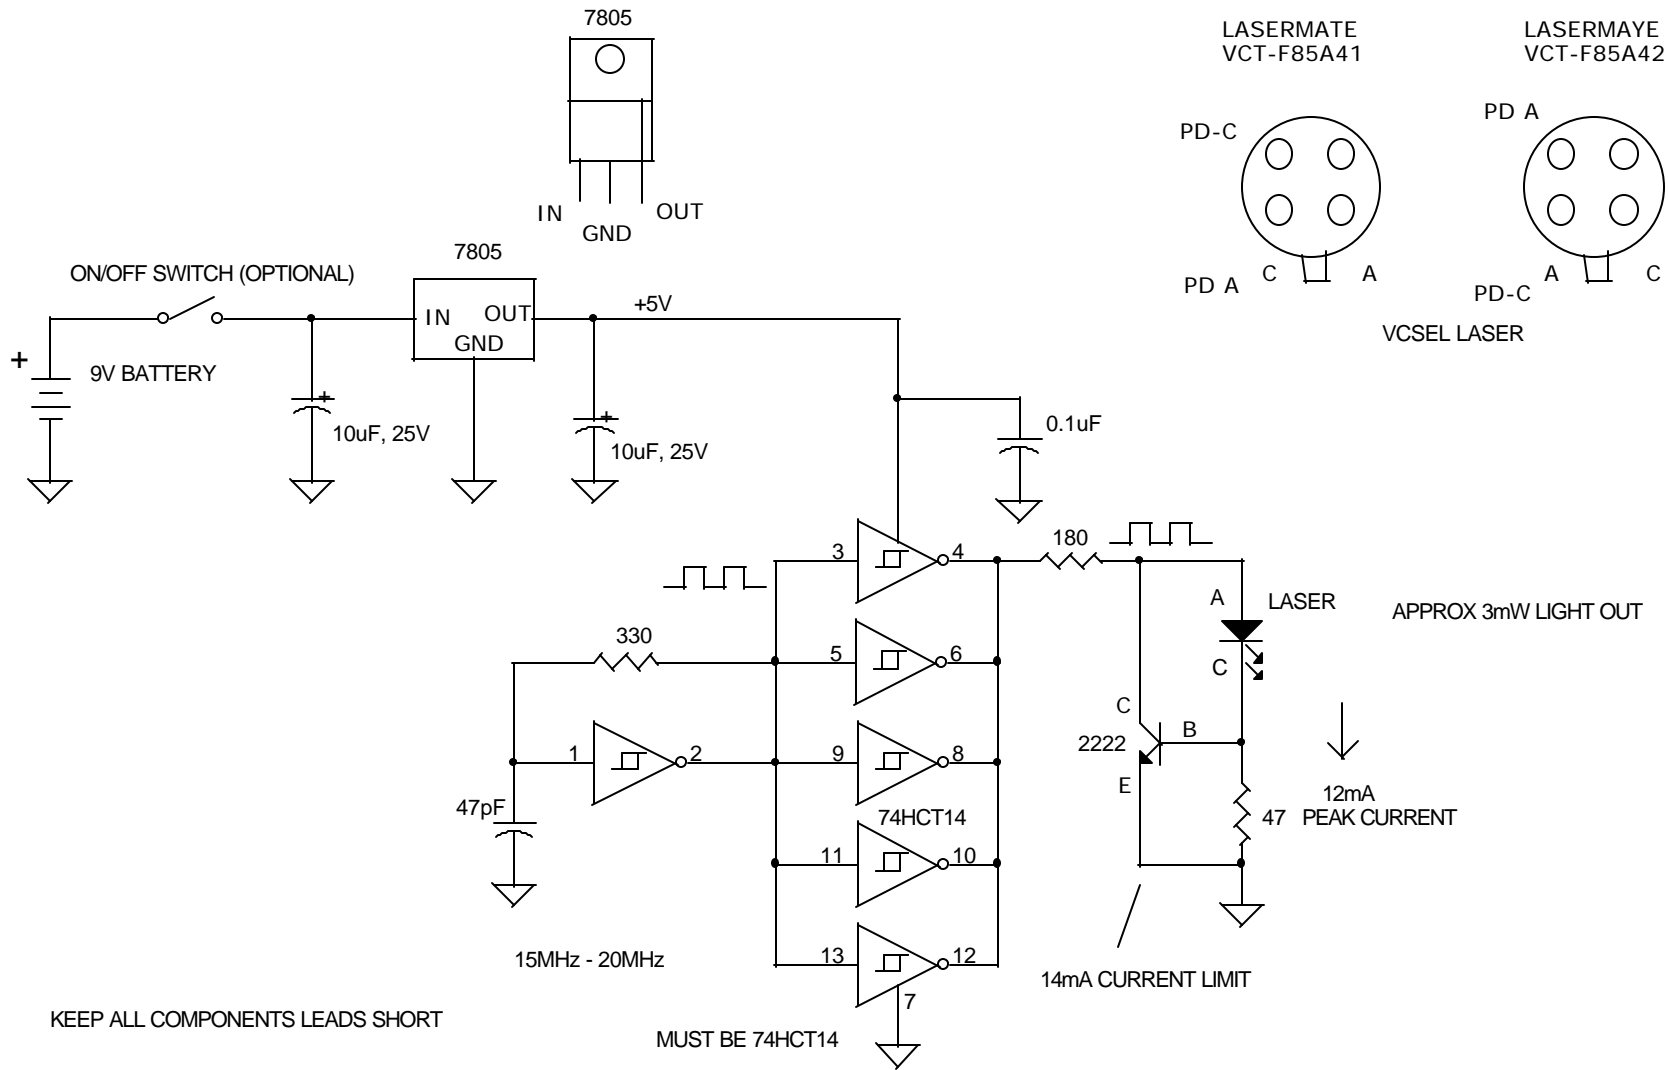 7805
LASERMATE
VCT-F85A41
LASERMAYE
VCT-F85A42
PD A
PD-C
IN
OUT
GND
7805
ON/OFF SWITCH (OPTIONAL)
C
A
A
C
PD A
PD-C
+5V
IN
OUT
GND
VCSEL LASER
+
9V BATTERY
+
10uF, 25V
+
10uF, 25V
0.1uF
180
3
4
A
LASER
APPROX 3mW LIGHT OUT
330
5
6
C
C
B
2222
1
2
9
8
E
47pF
12mA
PEAK CURRENT
47
74HCT14
11
10
13
12
15MHz - 20MHz
14mA CURRENT LIMIT
7
KEEP ALL COMPONENTS LEADS SHORT
MUST BE 74HCT14